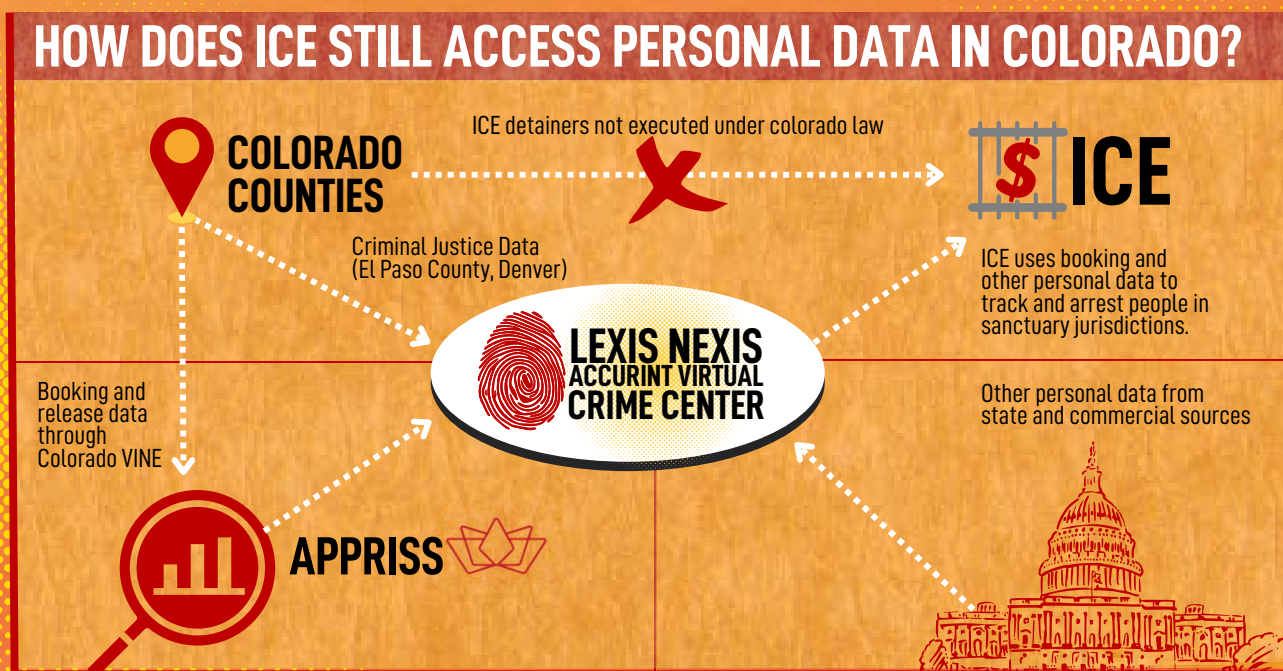 HOW DOES ICE STILL ACCESS PERSONAL DATA IN COLORADO?
ICE detainers not executed under colorado law
COLORADO
COUNTIES
$ ICE
Criminal Justice Data
(El Paso County, Denver)
ICE uses booking and
other personal data to
track and arrest people in
sanctuary jurisdictions.
LEXIS NEXIS
ACCURINT VIRTUAL
CRIME CENTER
Booking and
release data
through
Colorado VINE
Other personal data from
state and commercial sources
APPRISS